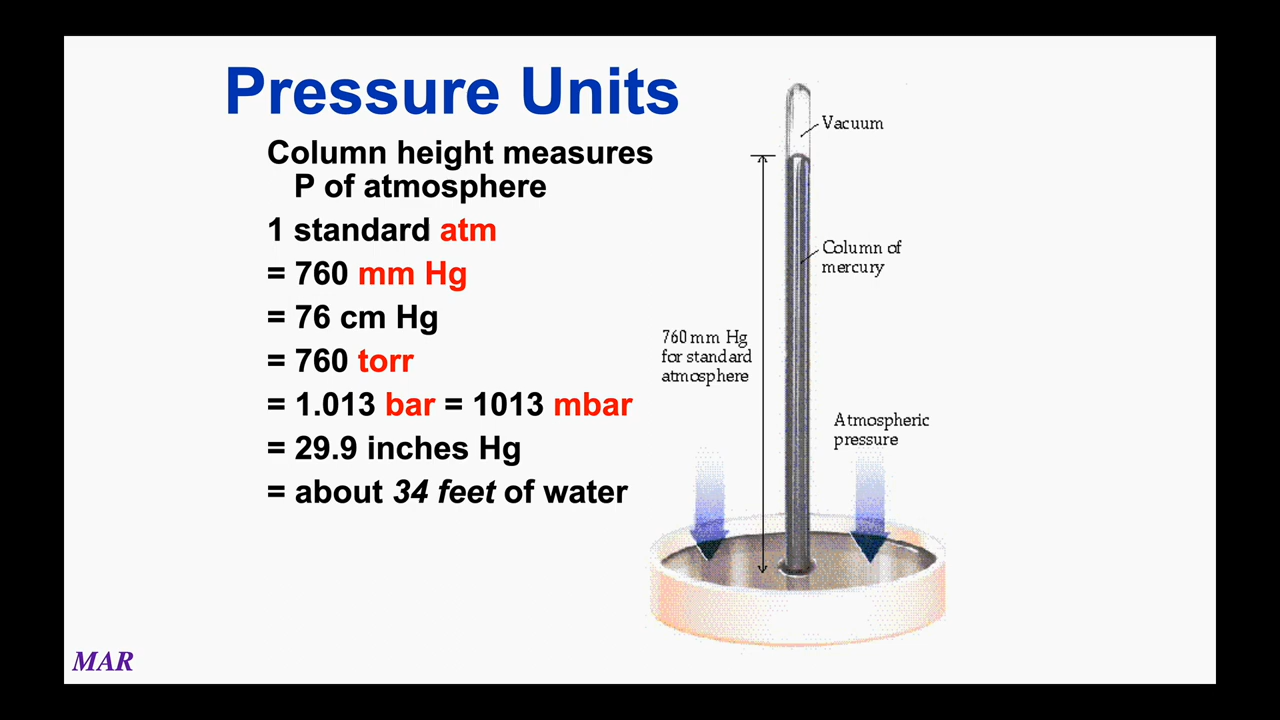 Pressure Units
Column height measures
P of atmosphere
1 standard atm
= 760 mm Hg
= 76 cm Hg
= 760 torr
= 1.013 bar = 1013 mbar
= 29.9 inches Hg
= about 34 feet of water
Vacuum
Column of
mercury
760 mm Hg
for standard
atmosphere
Atmospheric
pressure
MAR